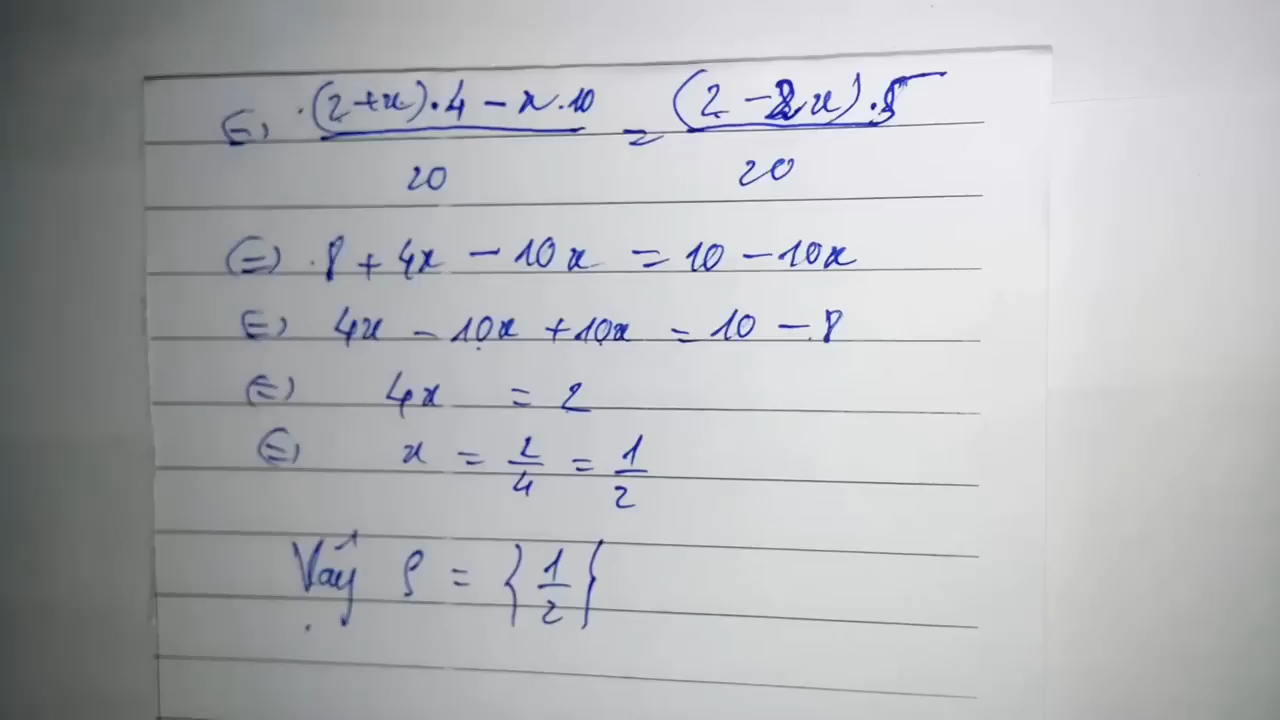 ⇔ (2+x).4 - x.10 / 20 = (2-2x).5 / 20
⇔ 8 + 4x - 10x = 10 - 10x
⇔ 4x - 10x + 10x = 10 - 8
⇔ 4x = 2
⇔ x = 2/4 = 1/2
Vậy S = {1/2}